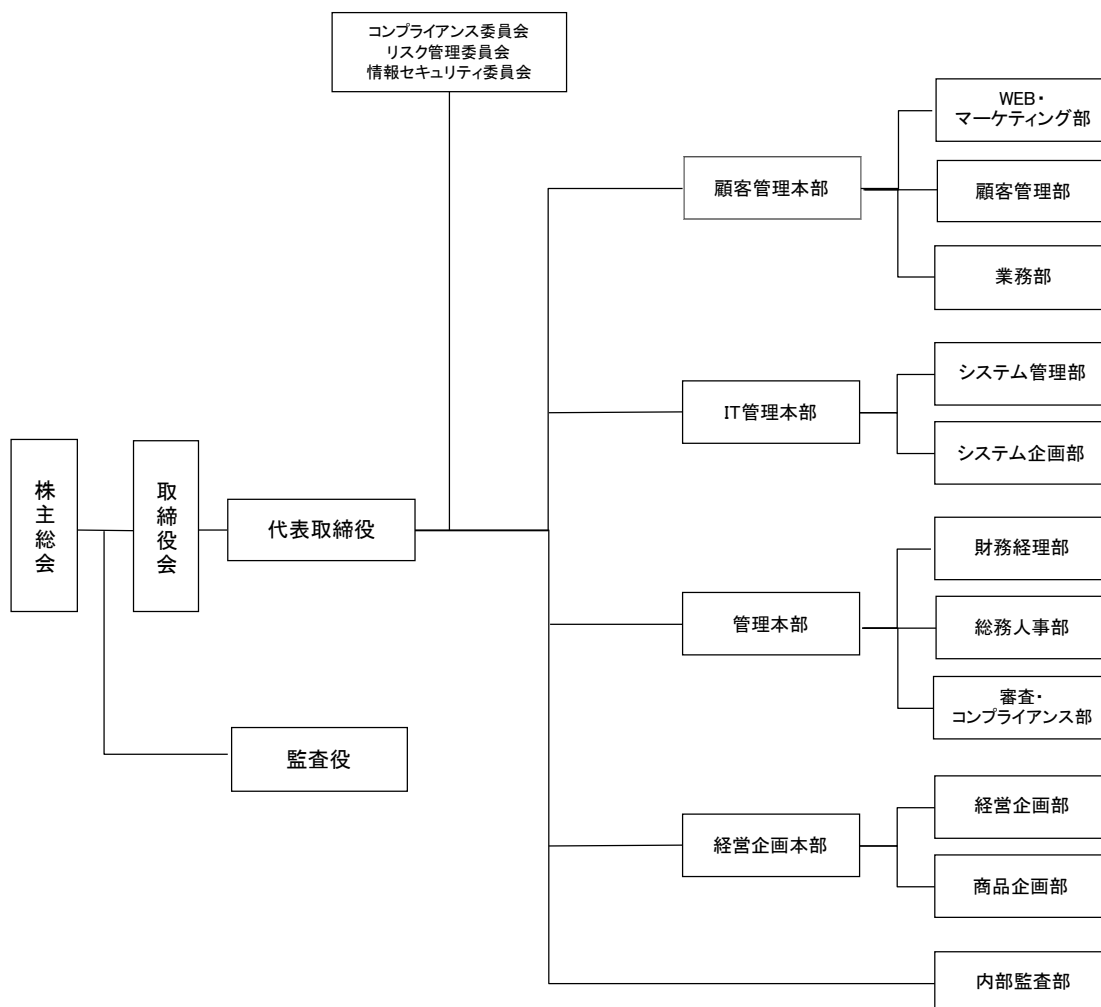 コンプライアンス委員会
リスク管理委員会
情報セキュリティ委員会
WEB・
マーケティング部
顧客管理本部
顧客管理部
業務部
システム管理部
IT管理本部
システム企画部
株主総会
取締役会
代表取締役
財務経理部
管理本部
総務人事部
審査・
コンプライアンス部
監査役
経営企画部
経営企画本部
商品企画部
内部監査部